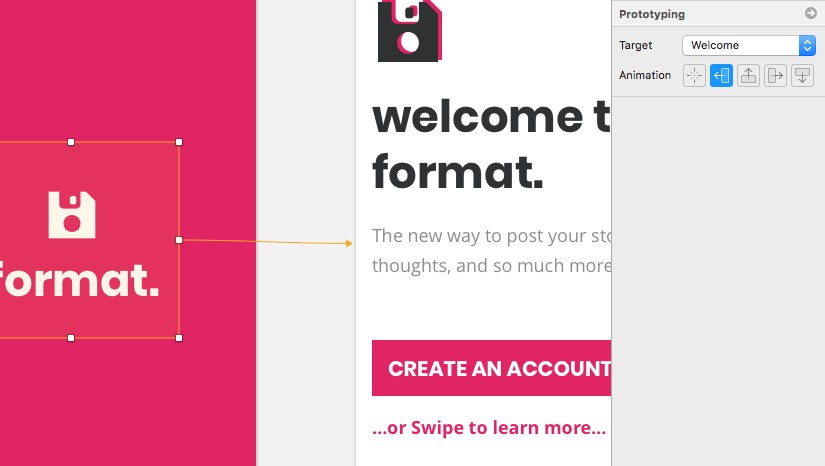 format.
welcome t
format.
The new way to post your sto
thoughts, and so much more
CREATE AN ACCOUNT
...or Swipe to learn more...
Prototyping
Target
Welcome
Animation